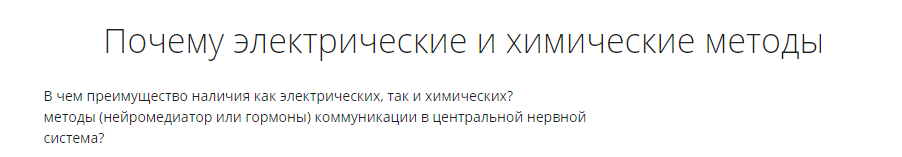 Почему электрические и химические методы
В чем преимущество наличия как электрических, так и химических?
методы (нейромедиатор или гормоны) коммуникации в центральной нервной
система?